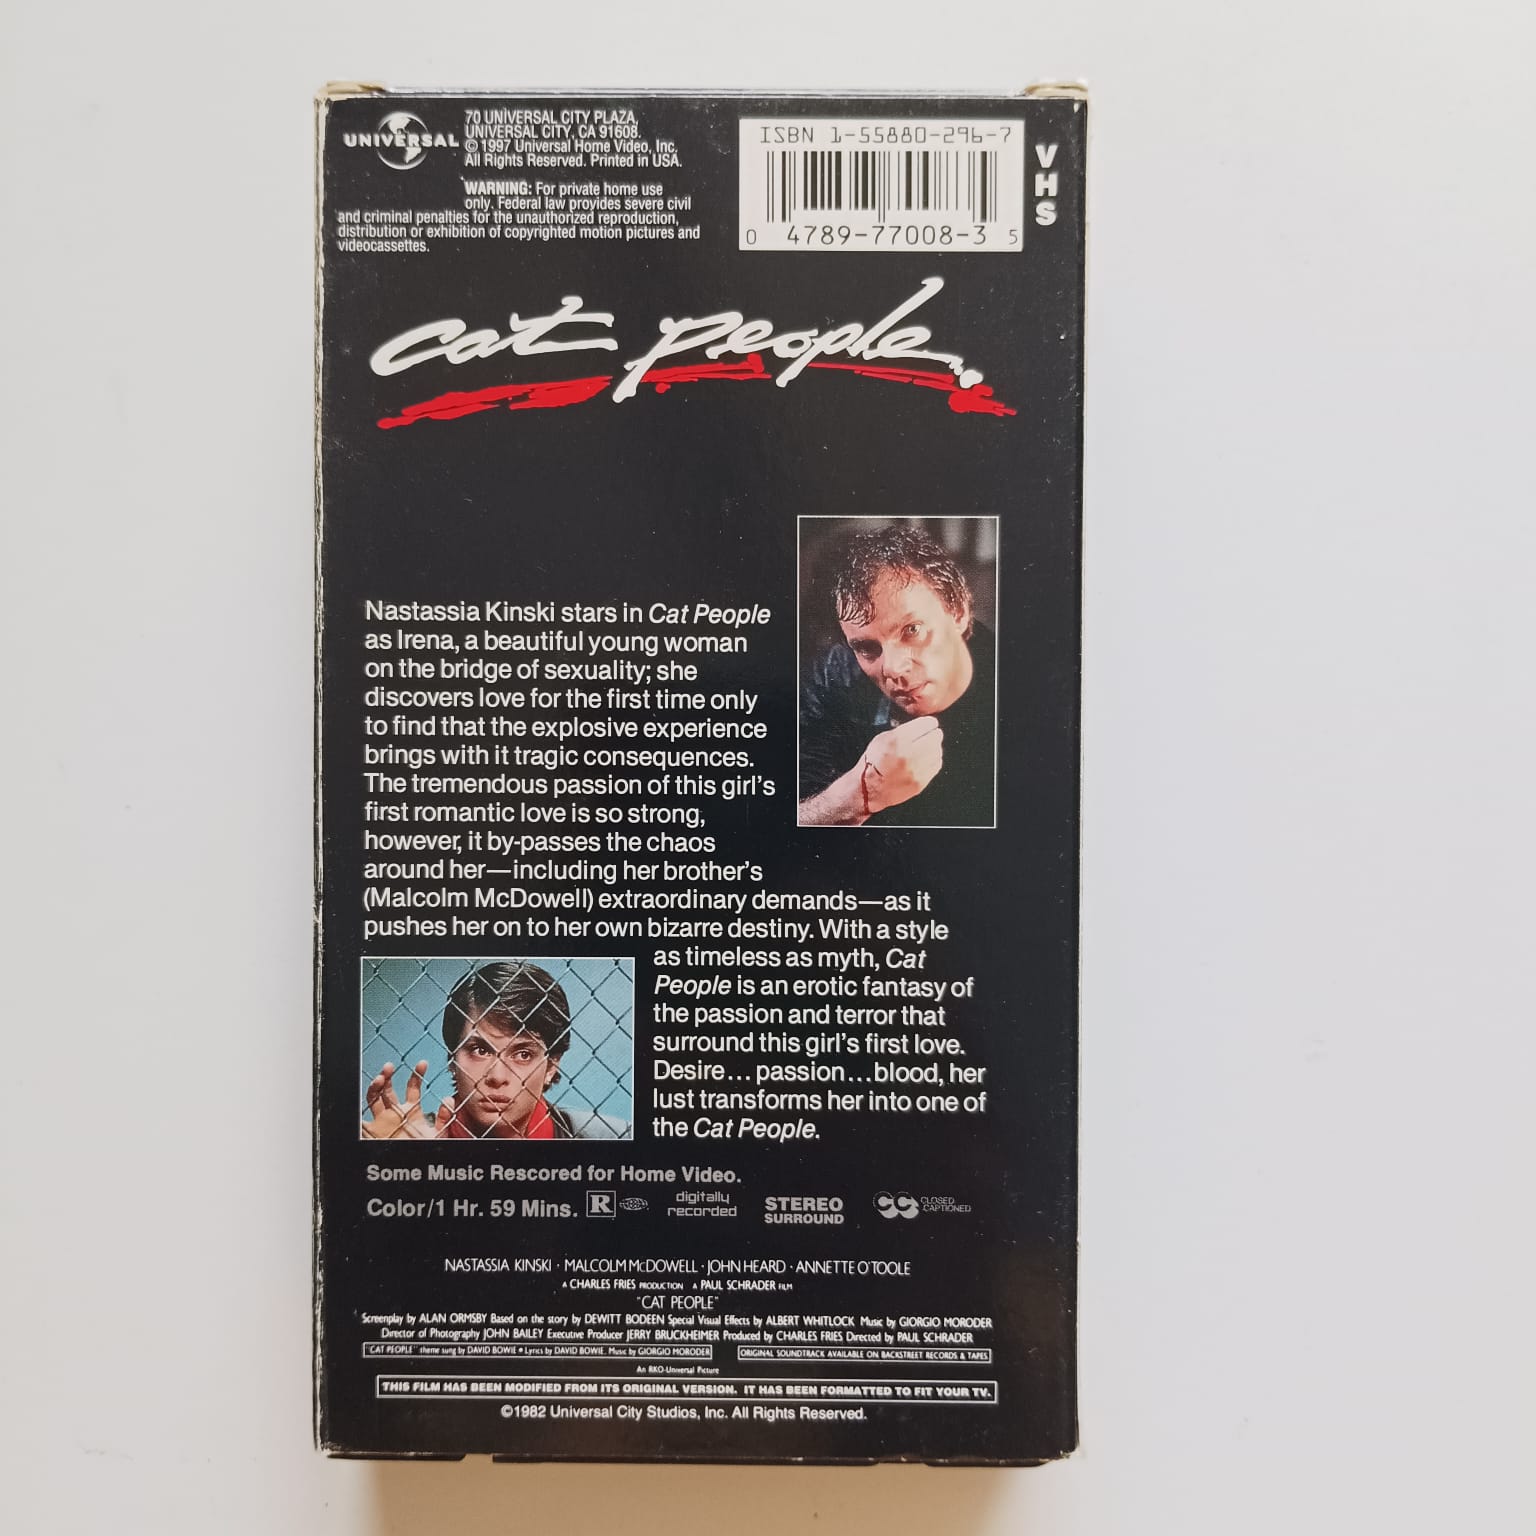 UNIVERSAL
70 UNIVERSAL CITY PLAZA,
UNIVERSAL CITY, CA 91608.
© 1997 Universal Home Video, Inc.
All Rights Reserved. Printed in USA.
WARNING: For private home use
only. Federal law provides severe civil
and criminal penalties for the unauthorized reproduction,
distribution or exhibition of copyrighted motion pictures and
videocassettes.
ISBN 1-55880-296-7
0 4789-77008-3 5
VHS
cat people
Nastassia Kinski stars in Cat People
as Irena, a beautiful young woman
on the bridge of sexuality; she
discovers love for the first time only
to find that the explosive experience
brings with it tragic consequences.
The tremendous passion of this girl's
first romantic love is so strong,
however, it by-passes the chaos
around her—including her brother's
(Malcolm McDowell) extraordinary demands—as it
pushes her on to her own bizarre destiny. With a style
as timeless as myth, Cat
People is an erotic fantasy of
the passion and terror that
surround this girl's first love.
Desire...passion...blood, her
lust transforms her into one of
the Cat People.
Some Music Rescored for Home Video.
Color/1 Hr. 59 Mins. R digitally recorded STEREO SURROUND CC CLOSED CAPTIONED
NASTASSIA KINSKI · MALCOLM McDOWELL · JOHN HEARD · ANNETTE O'TOOLE
A CHARLES FRIES PRODUCTION A PAUL SCHRADER FILM
"CAT PEOPLE"
Screenplay by ALAN ORMSBY Based on the story by DEWITT BODEEN Special Visual Effects by ALBERT WHITLOCK Music by GIORGIO MORODER
Director of Photography JOHN BAILEY Executive Producer JERRY BRUCKHEIMER Produced by CHARLES FRIES Directed by PAUL SCHRADER
"CAT PEOPLE" theme sung by DAVID BOWIE • Lyrics by DAVID BOWIE. Music by GIORGIO MORODER ORIGINAL SOUNDTRACK AVAILABLE ON BACKSTREET RECORDS & TAPES
An RKO-Universal Picture
THIS FILM HAS BEEN MODIFIED FROM ITS ORIGINAL VERSION. IT HAS BEEN FORMATTED TO FIT YOUR TV.
©1982 Universal City Studios, Inc. All Rights Reserved.